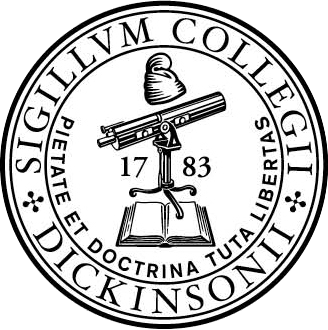 SIGILLVM COLLEGII
DICKINSONII
PIETATE ET DOCTRINA TUTA LIBERTAS
17 83